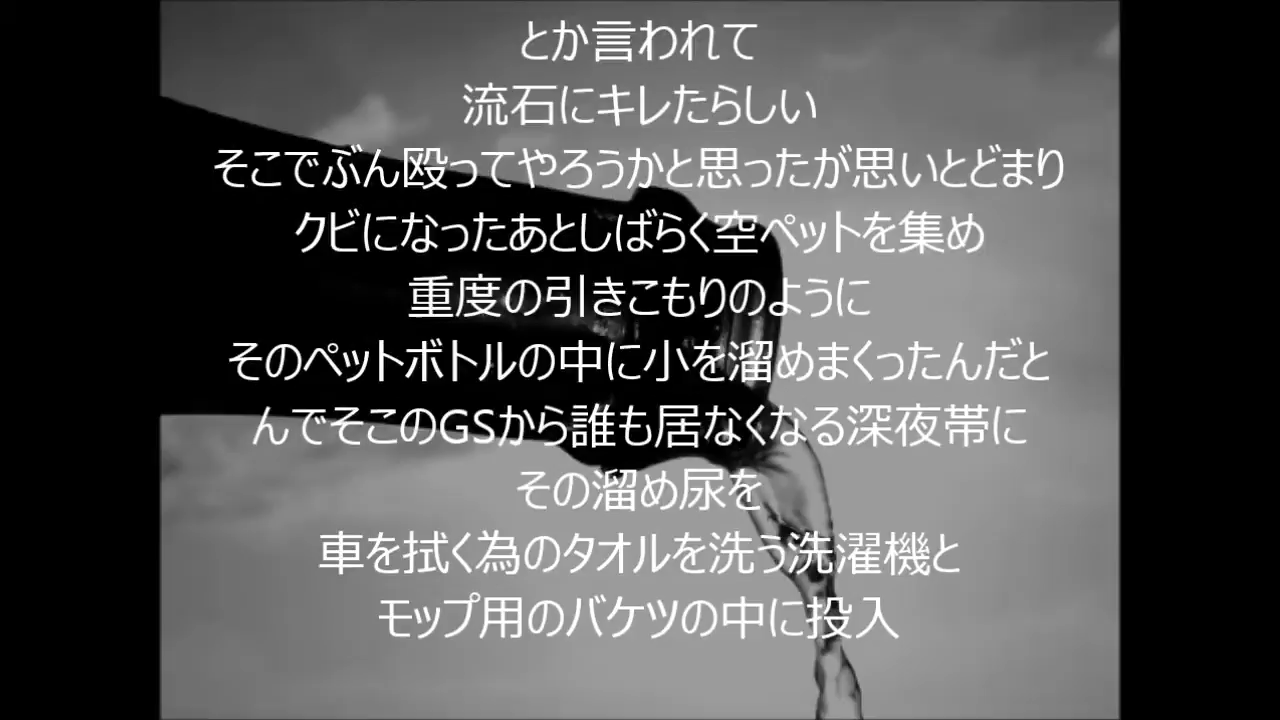 とか言われて
流石にキレたらしい
そこでぶん殴ってやろうかと思ったが思いとどまり
クビになったあとしばらく空ペットを集め
重度の引きこもりのように
そのペットボトルの中に小を溜めまくったんだと
んでそこのGSから誰も居なくなる深夜帯に
その溜め尿を
車を拭く為のタオルを洗う洗濯機と
モップ用のバケツの中に投入